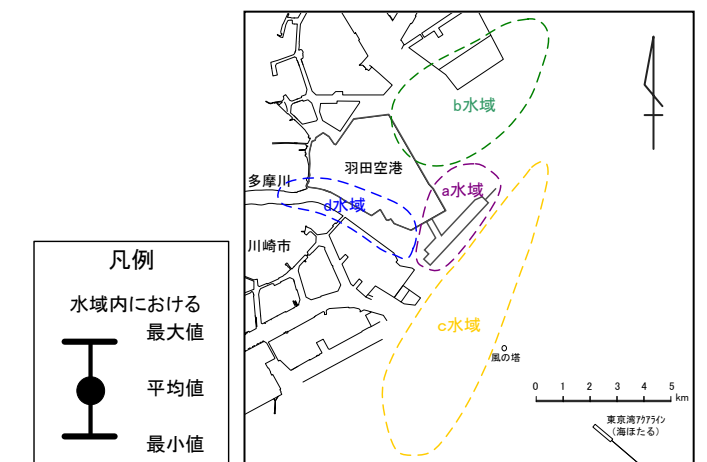 b水域
羽田空港
多摩川
a水域
d水域
川崎市
凡例
水域内における
最大値
平均値
最小値
c水域
風の塔
0 1 2 3 4 5
km
東京湾アクアライン
(海ほたる)